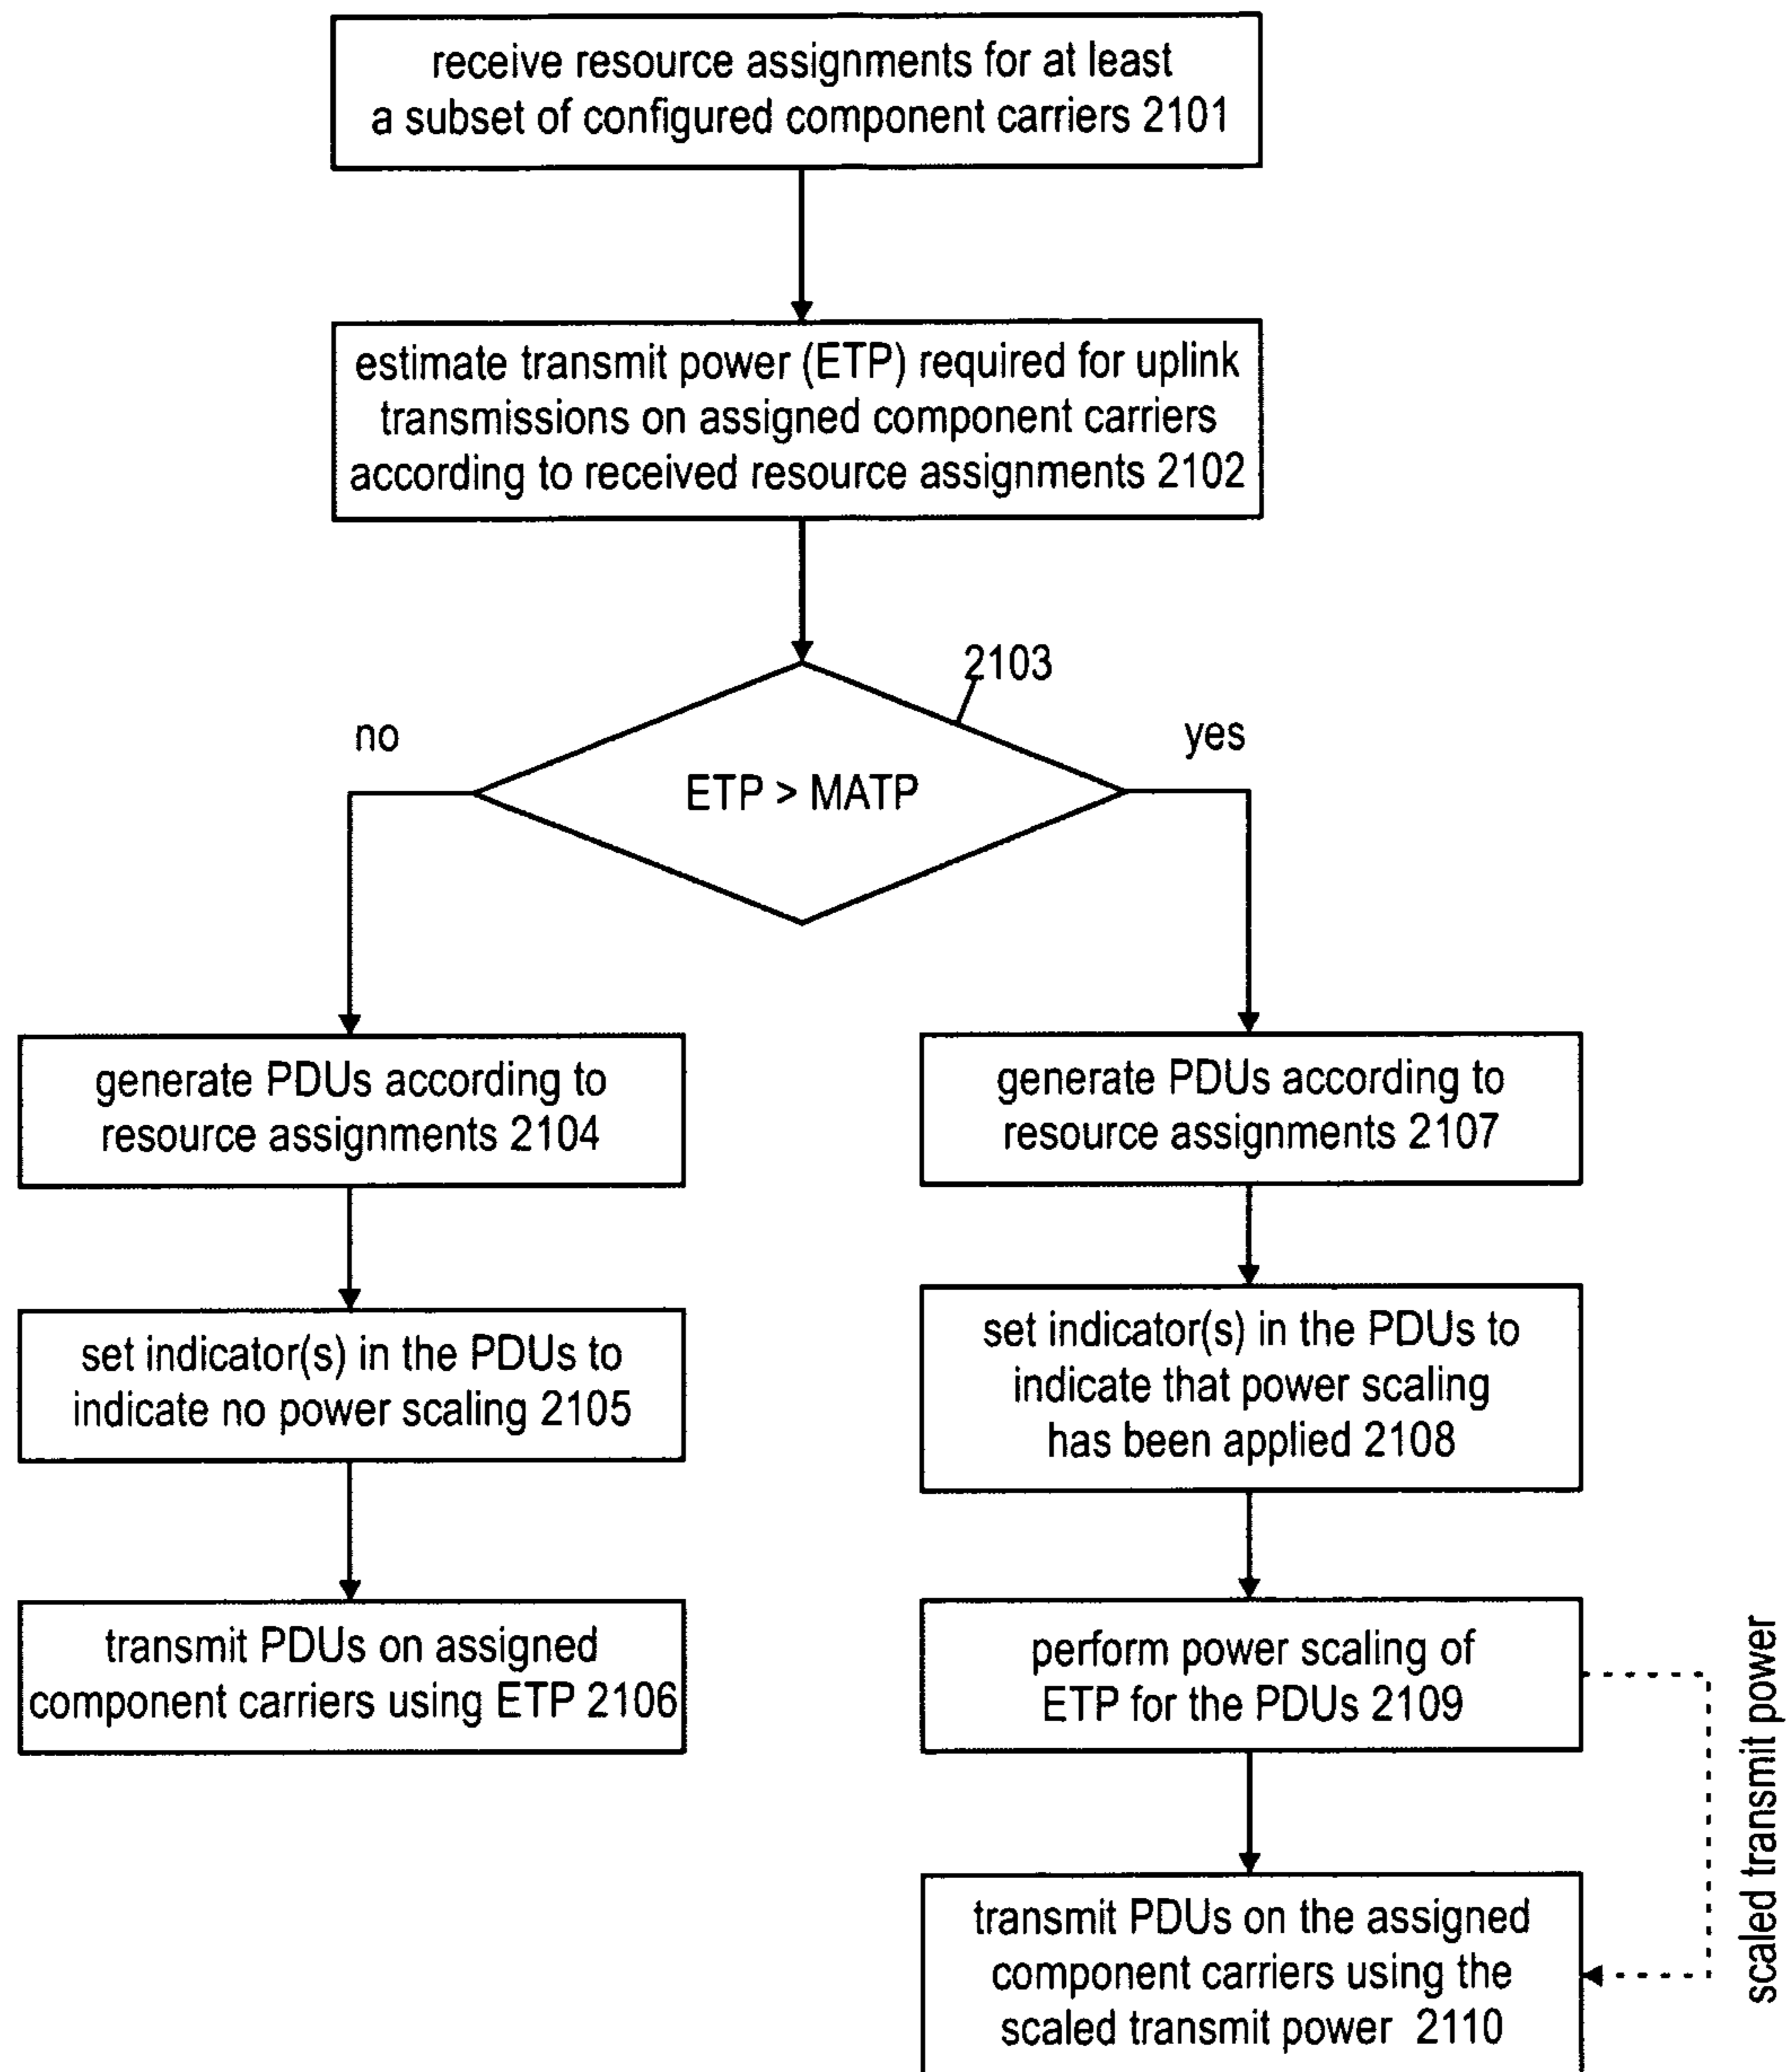 receive resource assignments for at least
a subset of configured component carriers 2101
estimate transmit power (ETP) required for uplink
transmissions on assigned component carriers
according to received resource assignments 2102
2103
no
yes
ETP > MATP
generate PDUs according to
resource assignments 2104
generate PDUs according to
resource assignments 2107
set indicator(s) in the PDUs to
indicate no power scaling 2105
set indicator(s) in the PDUs to
indicate that power scaling
has been applied 2108
transmit PDUs on assigned
component carriers using ETP 2106
perform power scaling of
ETP for the PDUs 2109
scaled transmit power
transmit PDUs on the assigned
component carriers using the
scaled transmit power 2110